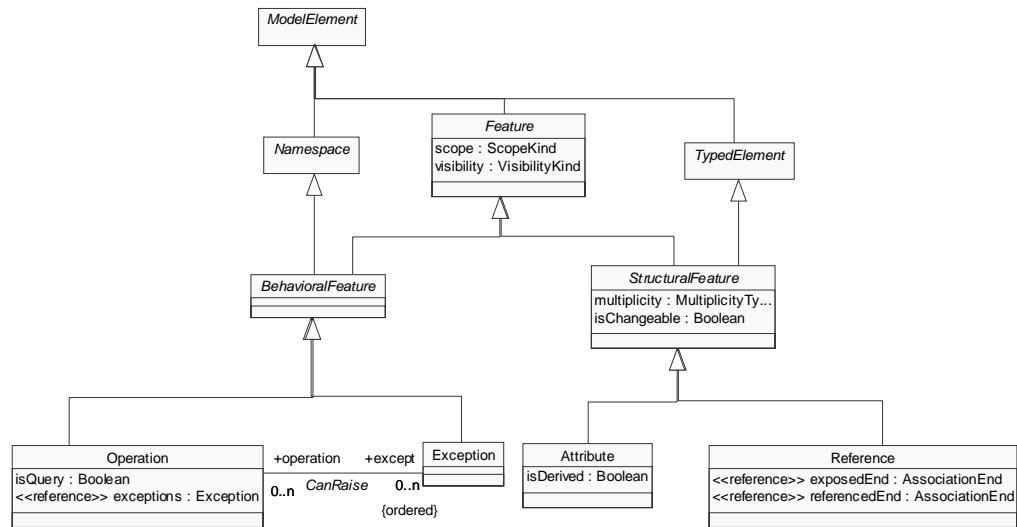 ModelElement
Feature
scope : ScopeKind
visibility : VisibilityKind
Namespace
TypedElement
BehavioralFeature
StructuralFeature
multiplicity : MultiplicityTy...
isChangeable : Boolean
Operation
isQuery : Boolean
<<reference>> exceptions : Exception
+operation
+except
0..n
CanRaise
0..n
{ordered}
Exception
Attribute
isDerived : Boolean
Reference
<<reference>> exposedEnd : AssociationEnd
<<reference>> referencedEnd : AssociationEnd